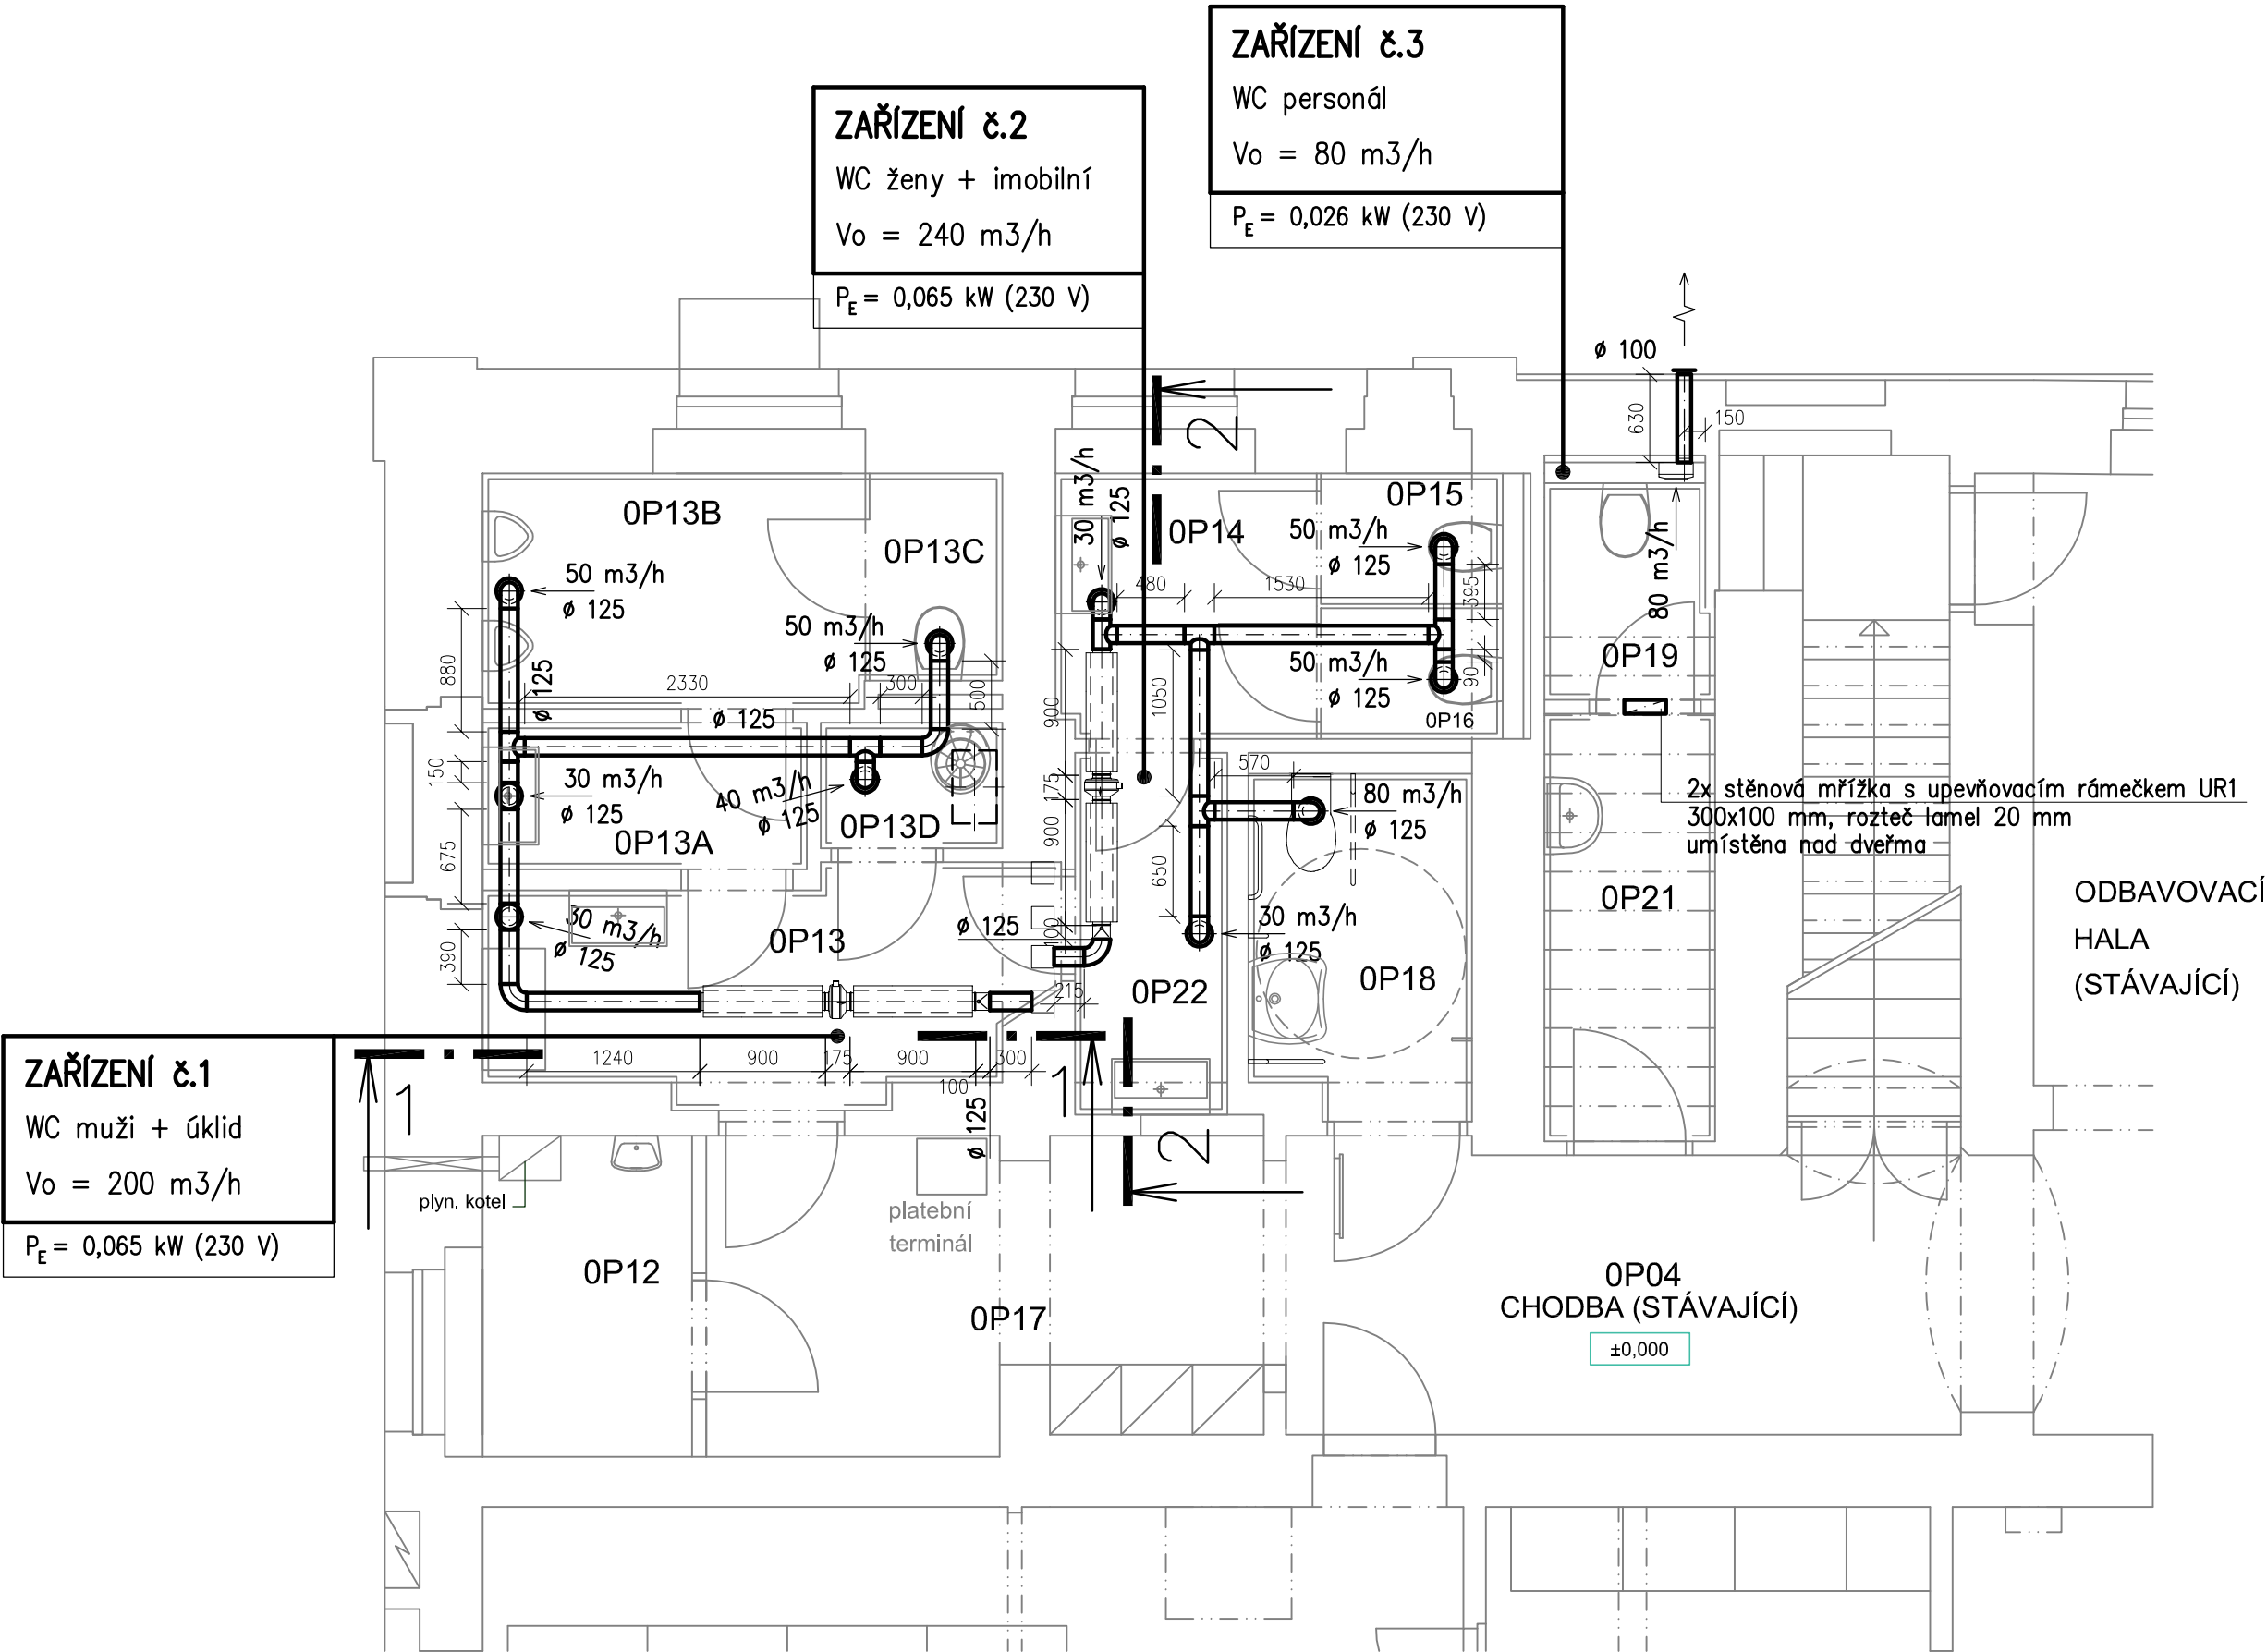 ZAŘÍZENÍ č.3
WC personál
Vo = 80 m3/h
PE = 0,026 kW (230 V)
ZAŘÍZENÍ č.2
WC ženy + imobilní
Vo = 240 m3/h
PE = 0,065 kW (230 V)
ø 100
630
150
2
30 m3/h
ø 125
0P13B
0P13C
0P14
0P15
50 m3/h
ø 125
50 m3/h
ø 125
50 m3/h
ø 125
480
1530
395
80 m3/h
880
ø 125
2330
300
500
ø 125
900
1050
50 m3/h
ø 125
90
0P16
0P19
150
30 m3/h
ø 125
40 m3/h
ø 125
0P13D
0P13A
175
570
80 m3/h
ø 125
2x stěnová mřížka s upevňovacím rámečkem UR1
300x100 mm, rozteč lamel 20 mm
umístěna nad dveřma
675
900
650
0P21
ODBAVOVACÍ
HALA
(STÁVAJÍCÍ)
30 m3/h
ø 125
0P13
ø 125
100
30 m3/h
ø 125
390
0P18
0P22
215
ZAŘÍZENÍ č.1
WC muži + úklid
Vo = 200 m3/h
PE = 0,065 kW (230 V)
1
1240
900
175
900
100
300
1
ø 125
2
plyn. kotel
platební
terminál
0P12
0P17
0P04
CHODBA (STÁVAJÍCÍ)
±0,000